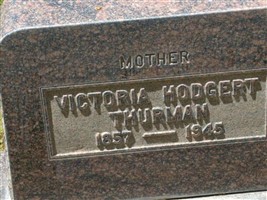 MOTHER
VICTORIA HODGERT
THURMAN
1857 — 1945